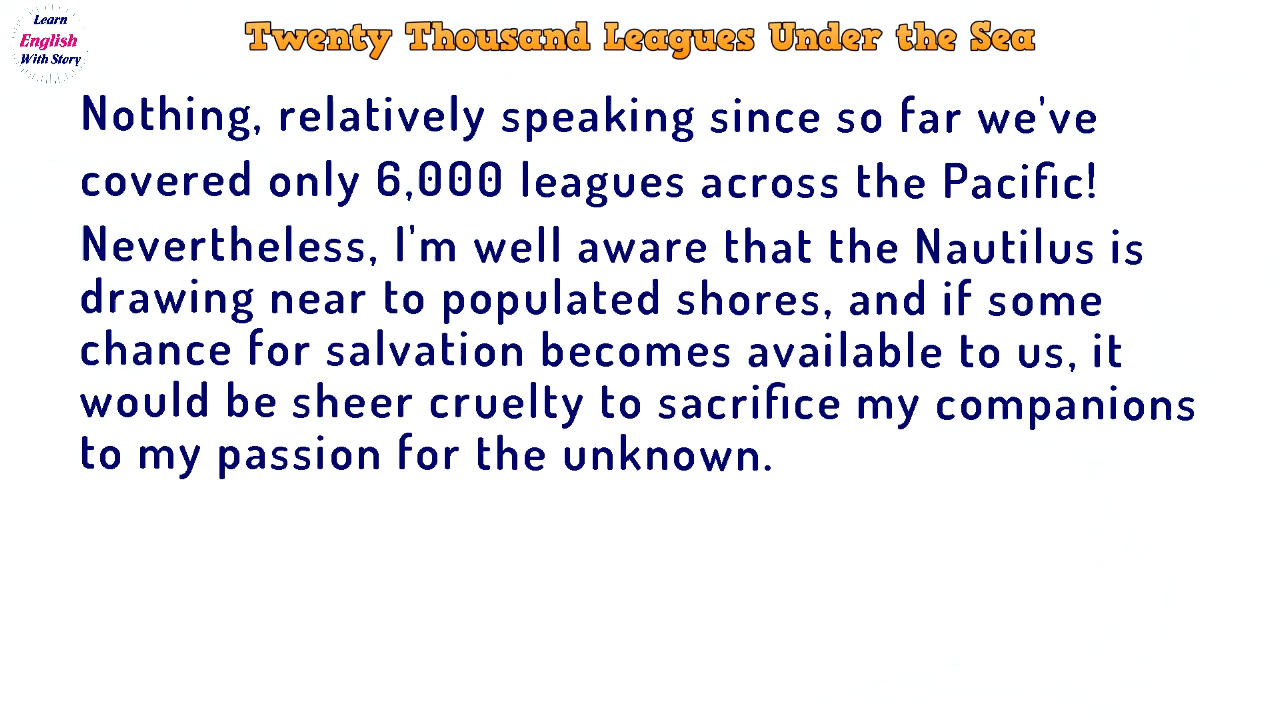 Learn
English
With Story
Twenty Thousand Leagues Under the Sea
Nothing, relatively speaking since so far we've
covered only 6,000 leagues across the Pacific!
Nevertheless, I'm well aware that the Nautilus is
drawing near to populated shores, and if some
chance for salvation becomes available to us, it
would be sheer cruelty to sacrifice my companions
to my passion for the unknown.